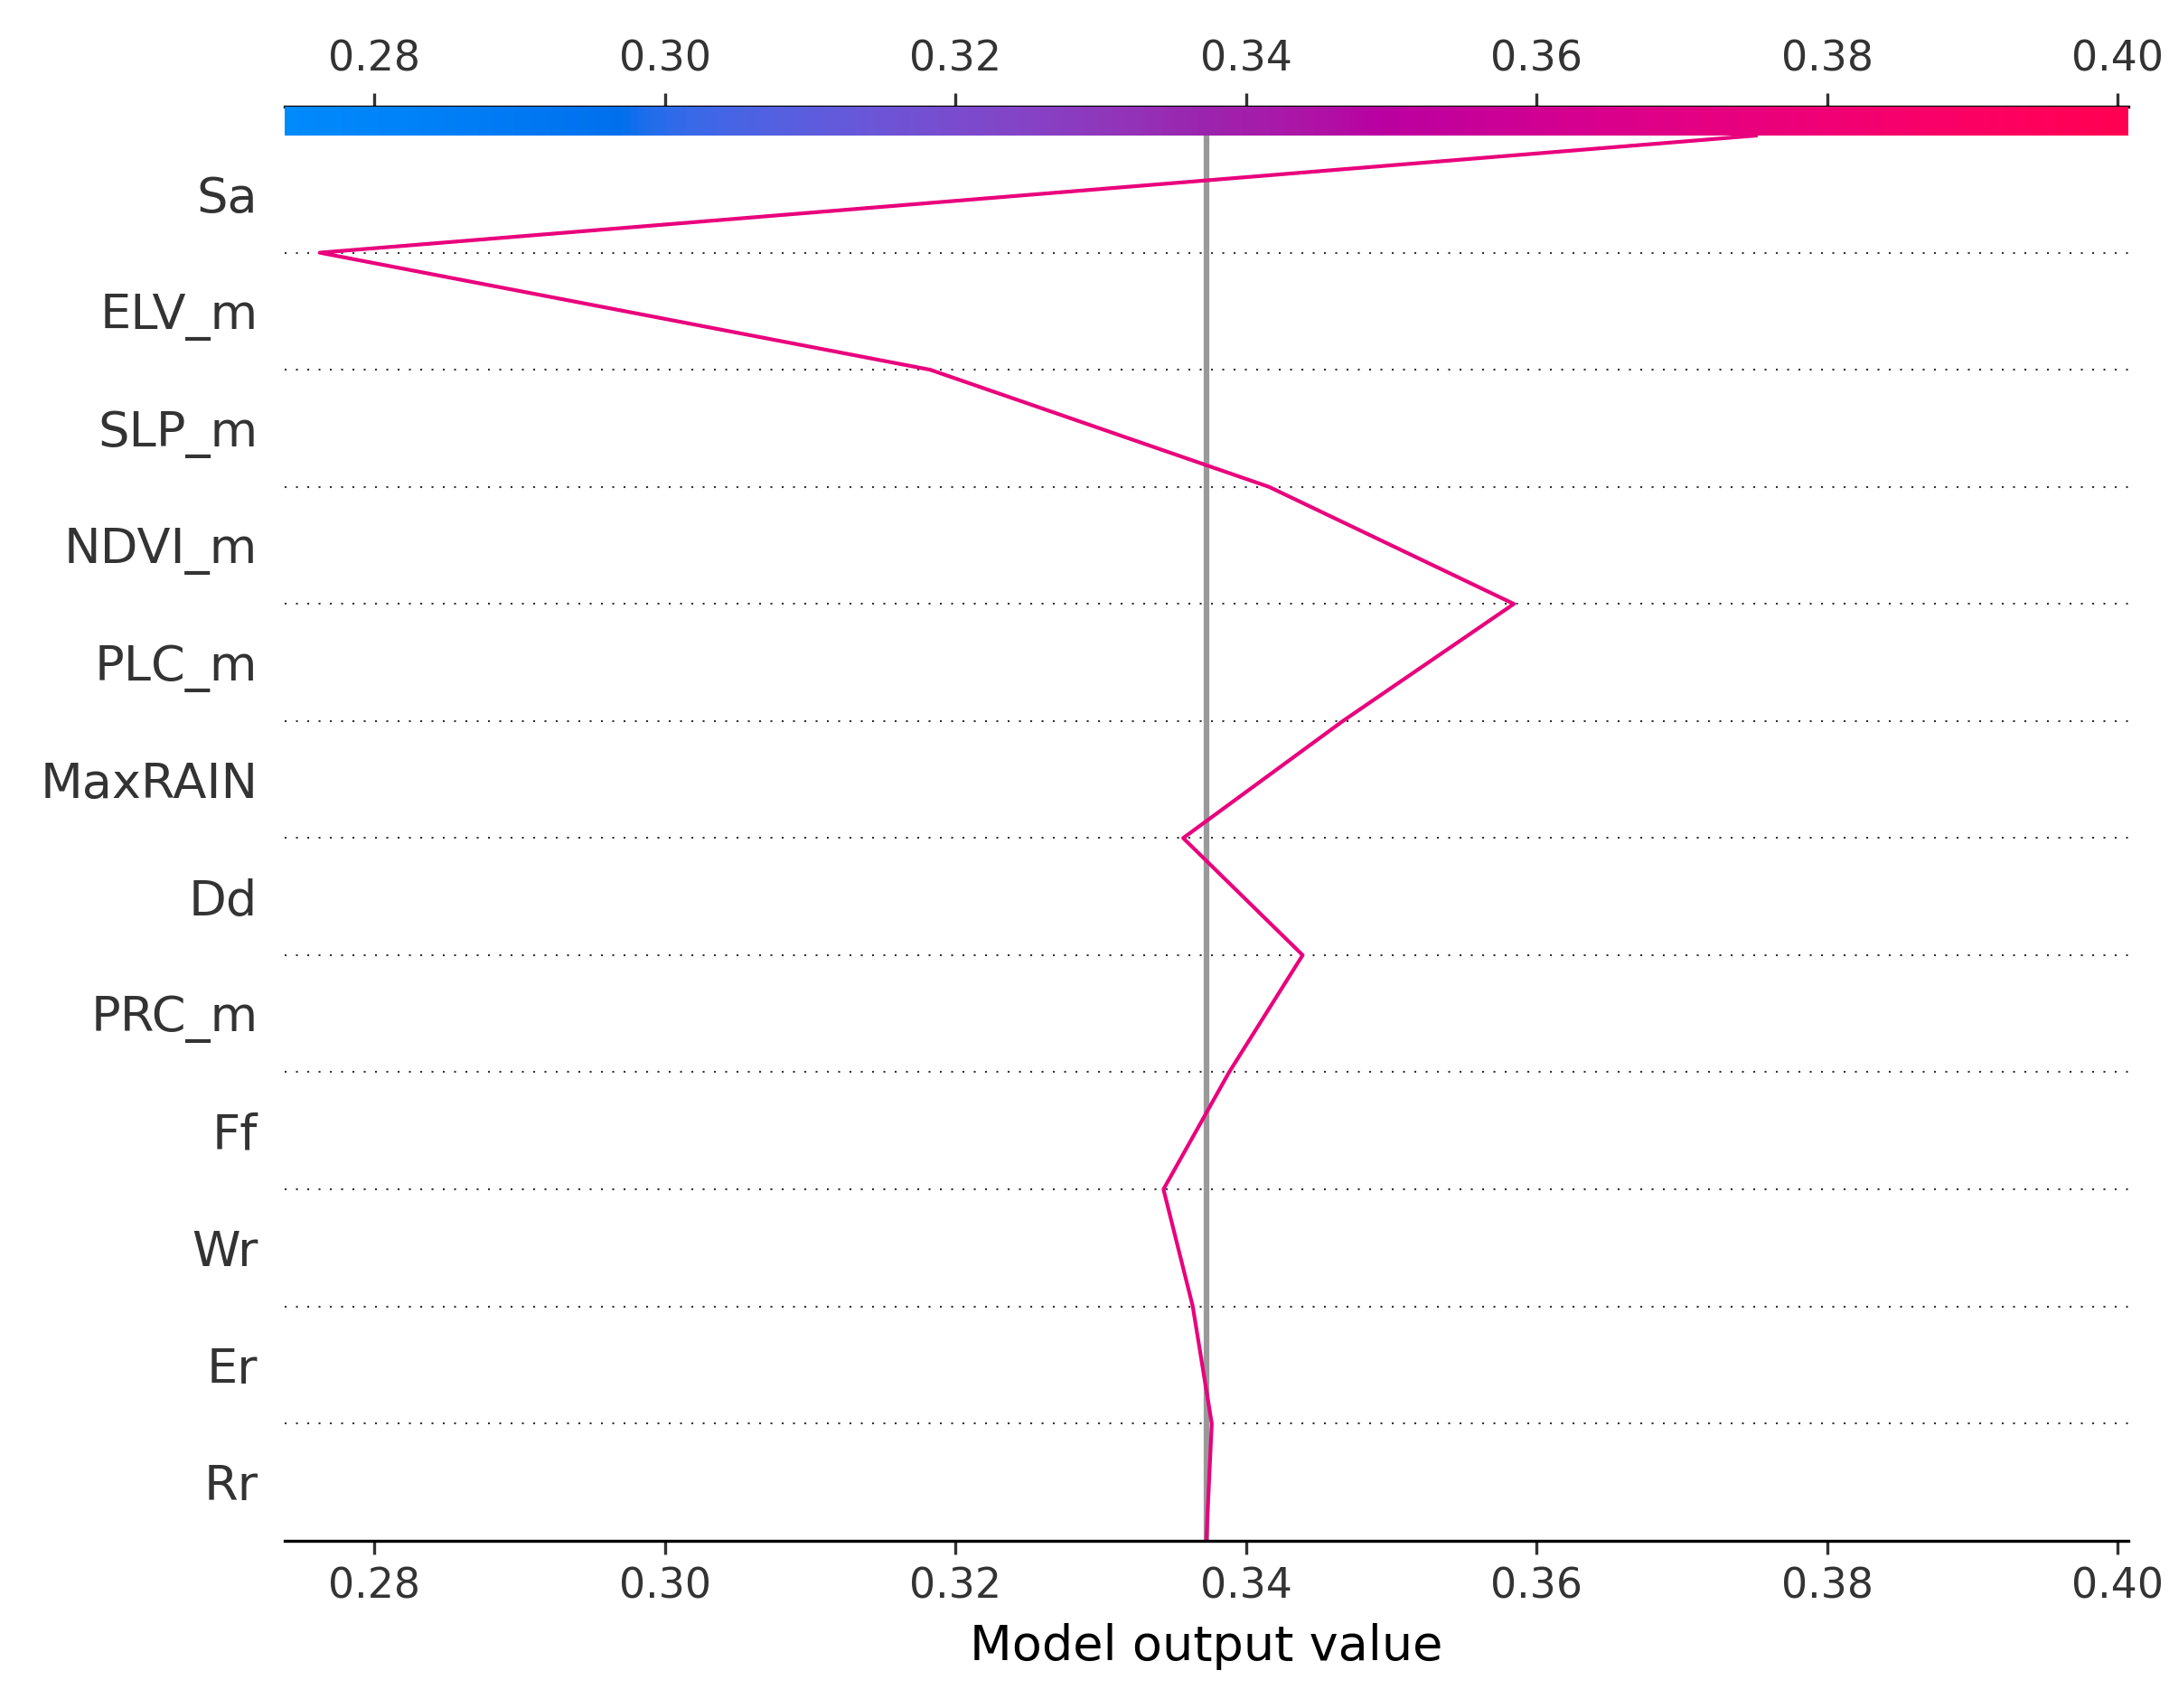 0.28 0.30 0.32 0.34 0.36 0.38 0.40
Sa
ELV_m
SLP_m
NDVI_m
PLC_m
MaxRAIN
Dd
PRC_m
Ff
Wr
Er
Rr
0.28 0.30 0.32 0.34 0.36 0.38 0.40
Model output value